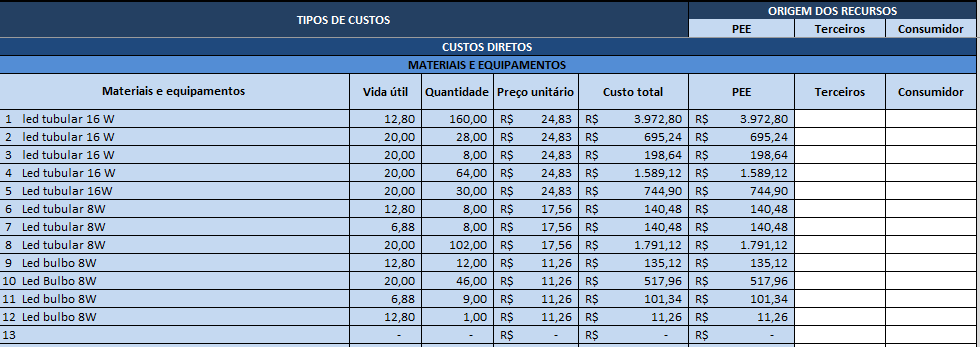 TIPOS DE CUSTOS ORIGEM DOS RECURSOS
PEE Terceiros Consumidor
CUSTOS DIRETOS
MATERIAIS E EQUIPAMENTOS
Materiais e equipamentos Vida útil Quantidade Preço unitário Custo total PEE Terceiros Consumidor
1 led tubular 16 W 12,80 160,00 R$ 24,83 R$ 3.972,80 R$ 3.972,80
2 led tubular 16 W 20,00 28,00 R$ 24,83 R$ 695,24 R$ 695,24
3 led tubular 16 W 20,00 8,00 R$ 24,83 R$ 198,64 R$ 198,64
4 Led tubular 16 W 20,00 64,00 R$ 24,83 R$ 1.589,12 R$ 1.589,12
5 Led tubular 16W 20,00 30,00 R$ 24,83 R$ 744,90 R$ 744,90
6 Led tubular 8W 12,80 8,00 R$ 17,56 R$ 140,48 R$ 140,48
7 Led tubular 8W 6,88 8,00 R$ 17,56 R$ 140,48 R$ 140,48
8 Led tubular 8W 20,00 102,00 R$ 17,56 R$ 1.791,12 R$ 1.791,12
9 Led bulbo 8W 12,80 12,00 R$ 11,26 R$ 135,12 R$ 135,12
10 Led Bulbo 8W 20,00 46,00 R$ 11,26 R$ 517,96 R$ 517,96
11 Led bulbo 8W 6,88 9,00 R$ 11,26 R$ 101,34 R$ 101,34
12 Led bulbo 8W 12,80 1,00 R$ 11,26 R$ 11,26 R$ 11,26
13 - - R$ - R$ - R$ -